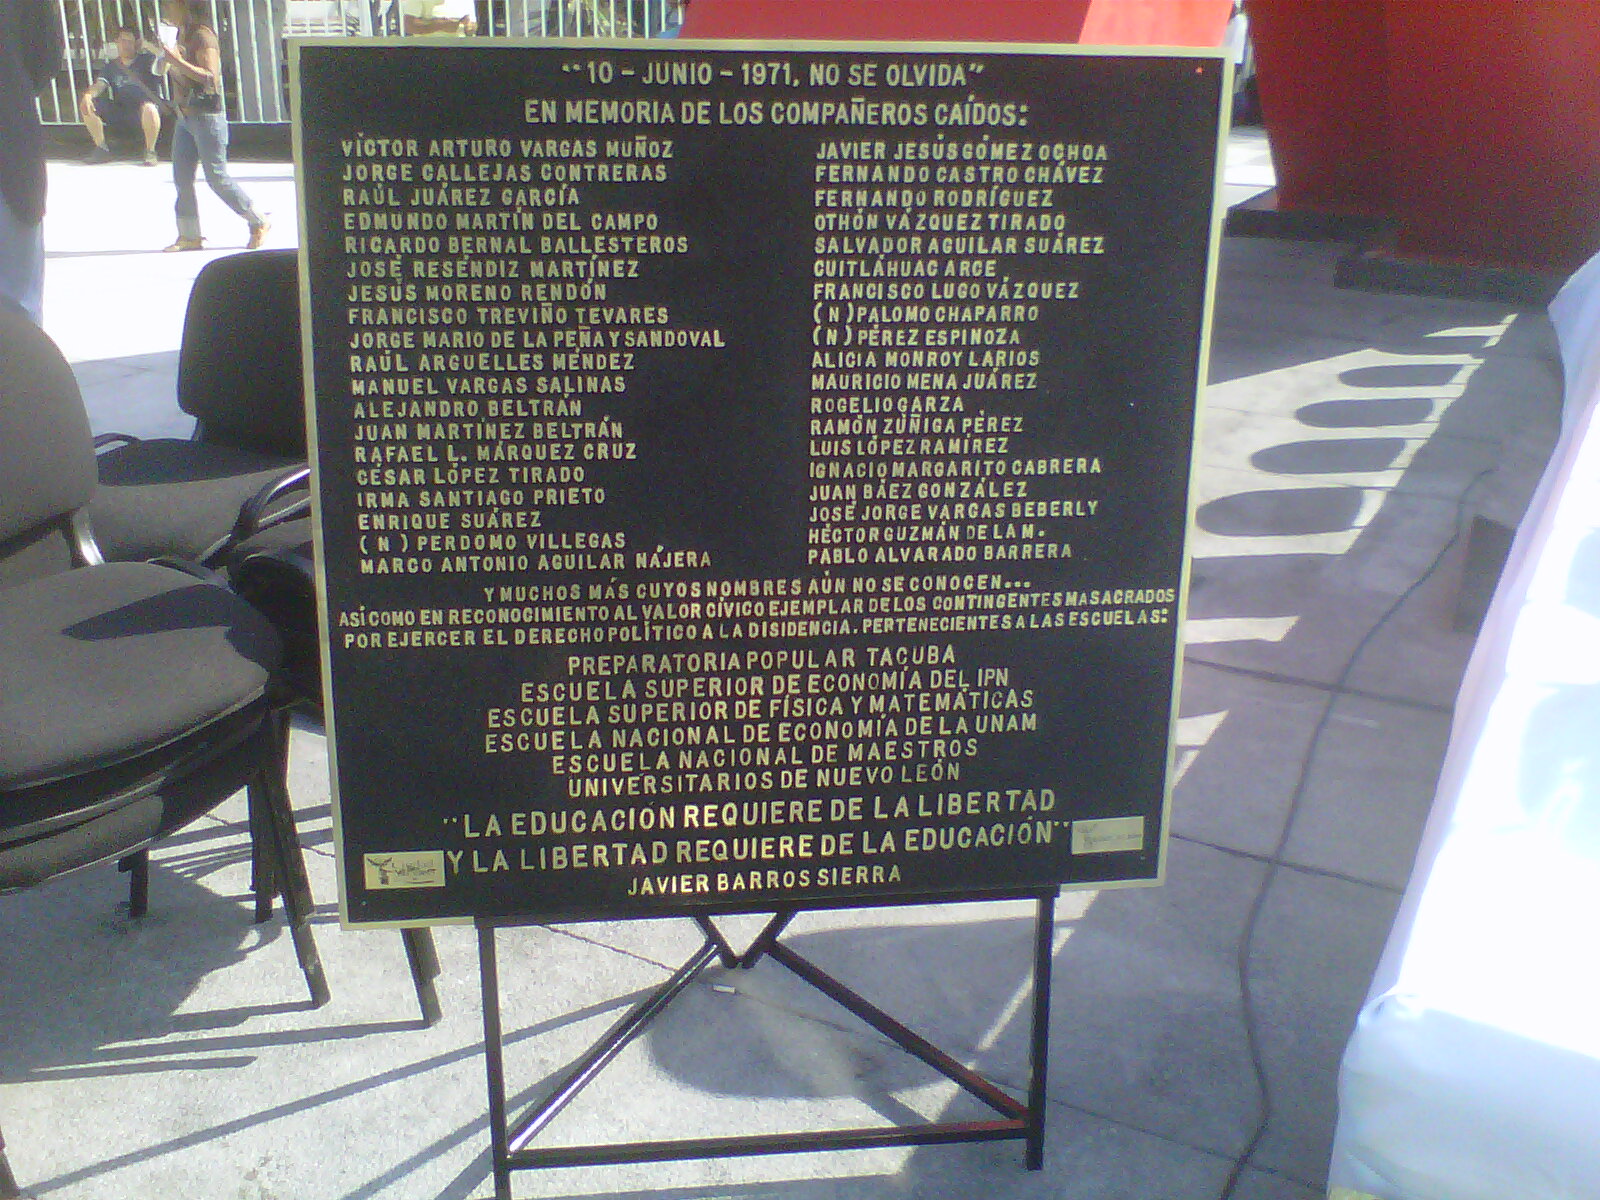 "10 - JUNIO - 1971, NO SE OLVIDA"
EN MEMORIA DE LOS COMPAÑEROS CAÍDOS:
VÍCTOR ARTURO VARGAS MUÑOZ
JORGE CALLEJAS CONTRERAS
RAÚL JUÁREZ GARCÍA
EDMUNDO MARTÍN DEL CAMPO
RICARDO BERNAL BALLESTEROS
JOSÉ RESÉNDIZ MARTÍNEZ
JESÚS MORENO RENDÓN
FRANCISCO TREVIÑO TEVARES
JORGE MARIO DE LA PEÑA Y SANDOVAL
RAÚL ARGUELLES MÉNDEZ
MANUEL VARGAS SALINAS
ALEJANDRO BELTRÁN
JUAN MARTÍNEZ BELTRÁN
RAFAEL L. MÁRQUEZ CRUZ
CÉSAR LÓPEZ TIRADO
IRMA SANTIAGO PRIETO
ENRIQUE SUÁREZ
( N ) PERDOMO VILLEGAS
MARCO ANTONIO AGUILAR NÁJERA
JAVIER JESÚS GÓMEZ OCHOA
FERNANDO CASTRO CHÁVEZ
FERNANDO RODRÍGUEZ
OTHÓN VÁZQUEZ TIRADO
SALVADOR AGUILAR SUÁREZ
CUITLÁHUAC ARCE
FRANCISCO LUGO VÁZQUEZ
( N ) PALOMO CHAPARRO
( N ) PÉREZ ESPINOZA
ALICIA MONROY LARIOS
MAURICIO MENA JUÁREZ
ROGELIO GARZA
RAMÓN ZÚÑIGA PÉREZ
LUIS LÓPEZ RAMÍREZ
IGNACIO MARGARITO CABRERA
JUAN BÁEZ GONZÁLEZ
JOSÉ JORGE VARGAS BEBERLY
HÉCTOR GUZMÁN DE LA M.
PABLO ALVARADO BARRERA
Y MUCHOS MÁS CUYOS NOMBRES AÚN NO SE CONOCEN...
ASÍ COMO EN RECONOCIMIENTO AL VALOR CÍVICO EJEMPLAR DE LOS CONTINGENTES MASACRADOS
POR EJERCER EL DERECHO POLÍTICO A LA DISIDENCIA. PERTENECIENTES A LAS ESCUELAS:
PREPARATORIA POPULAR TACUBA
ESCUELA SUPERIOR DE ECONOMÍA DEL IPN
ESCUELA SUPERIOR DE FÍSICA Y MATEMÁTICAS
ESCUELA NACIONAL DE ECONOMÍA DE LA UNAM
ESCUELA NACIONAL DE MAESTROS
UNIVERSITARIOS DE NUEVO LEÓN
"LA EDUCACIÓN REQUIERE DE LA LIBERTAD
Y LA LIBERTAD REQUIERE DE LA EDUCACIÓN"
JAVIER BARROS SIERRA